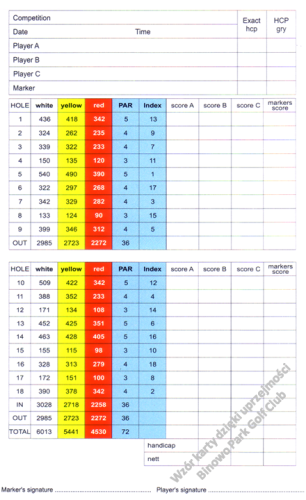 Competition Exact hcp HCP gry
Date Time
Player A
Player B
Player C
Marker
HOLE white yellow red PAR Index score A score B score C markers score
1 436 418 342 5 13
2 324 262 235 4 9
3 339 322 233 4 7
4 150 135 120 3 11
5 540 490 390 5 1
6 322 297 268 4 17
7 342 329 282 4 3
8 133 124 90 3 15
9 399 346 312 4 5
OUT 2985 2723 2272 36
HOLE white yellow red PAR Index score A score B score C markers score
10 509 422 342 5 12
11 388 352 233 4 4
12 171 134 108 3 14
13 452 425 351 5 6
14 463 428 405 5 16
15 155 115 98 3 10
16 328 313 279 4 18
17 172 151 100 3 8
18 390 378 342 4 2
IN 3028 2718 2258 36
OUT 2985 2723 2272 36
TOTAL 6013 5441 4530 72
handicap
nett
Wzór karty dzięki uprzejmości
Binowo Park Golf Club
Marker's signature .................................... Player's signature ....................................